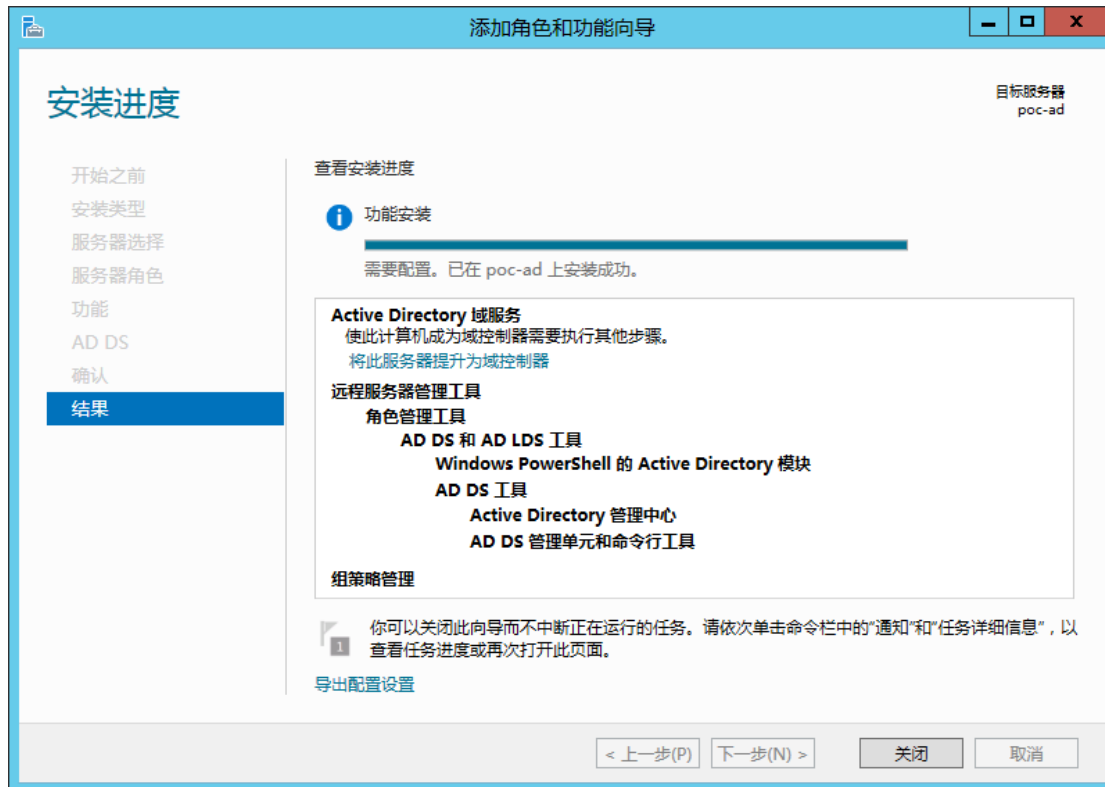 添加角色和功能向导
安装进度
目标服务器
poc-ad
开始之前
安装类型
服务器选择
服务器角色
功能
AD DS
确认
结果
查看安装进度
功能安装
需要配置。已在 poc-ad 上安装成功。
Active Directory 域服务
使此计算机成为域控制器需要执行其他步骤。
将此服务器提升为域控制器
远程服务器管理工具
角色管理工具
AD DS 和 AD LDS 工具
Windows PowerShell 的 Active Directory 模块
AD DS 工具
Active Directory 管理中心
AD DS 管理单元和命令行工具
组策略管理
1
你可以关闭此向导而不中断正在运行的任务。请依次单击命令栏中的"通知"和"任务详细信息"，以
查看任务进度或再次打开此页面。
导出配置设置
< 上一步(P) 下一步(N) > 关闭 取消